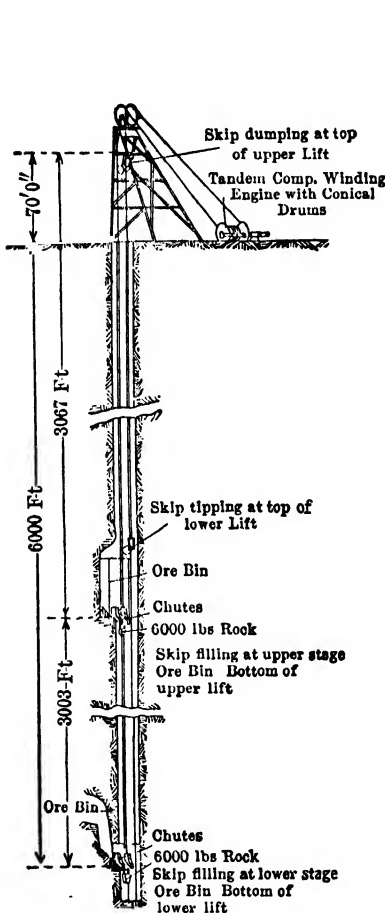 Skip dumping at top
of upper Lift
Tandem Comp. Winding
Engine with Conical
Drums
70'0"
3067 Ft
6000 Ft
Skip tipping at top of
lower Lift
Ore Bin
Chutes
6000 lbs Rock
Skip filling at upper stage
Ore Bin Bottom of
upper lift
3003 Ft
Ore Bin
Chutes
6000 lbs Rock
Skip filling at lower stage
Ore Bin Bottom of
lower lift